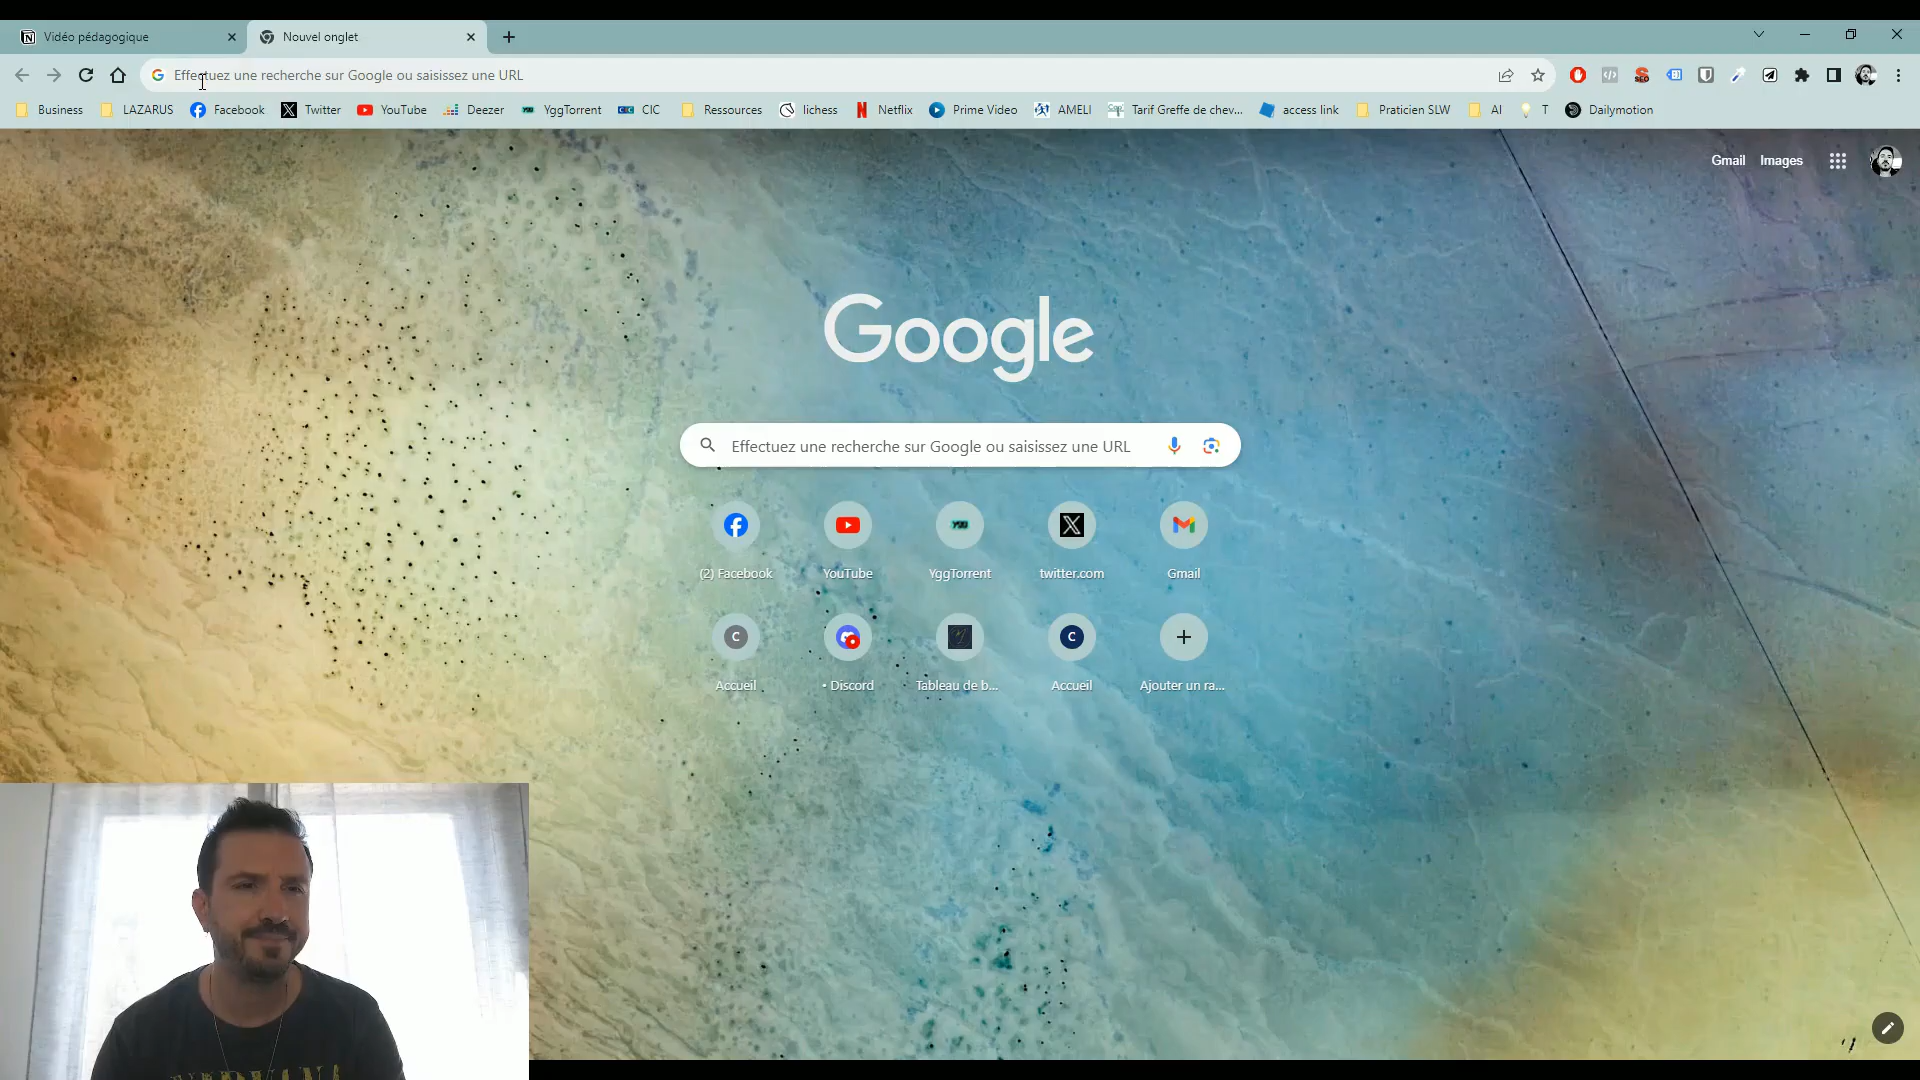 Vidéo pédagogique
Nouvel onglet
Effectuez une recherche sur Google ou saisissez une URL
Business LAZARUS Facebook Twitter YouTube Deezer YggTorrent CIC Ressources lichess Netflix Prime Video AMELI Tarif Greffe de chev... access link Praticien SLW AI T Dailymotion
Gmail Images
Google
Effectuez une recherche sur Google ou saisissez une URL
(2) Facebook YouTube YggTorrent twitter.com Gmail
C C
Accueil • Discord Tableau de b... Accueil Ajouter un ra...